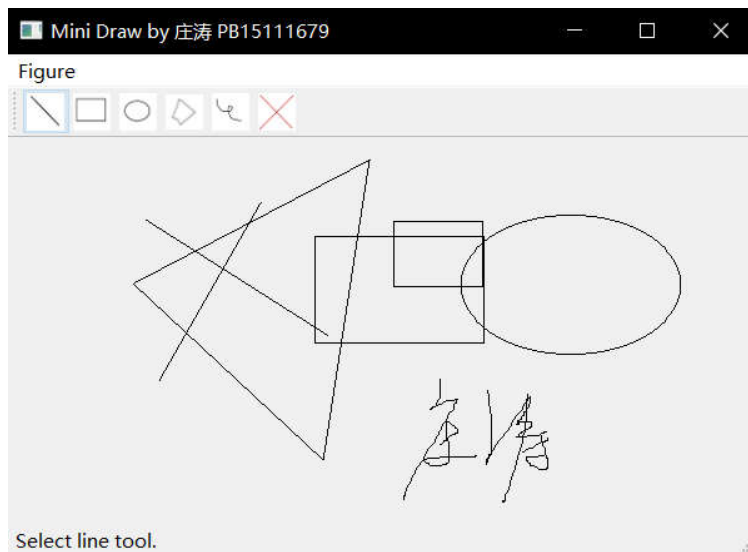 Mini Draw by 庄涛 PB15111679
Figure
庄涛
Select line tool.